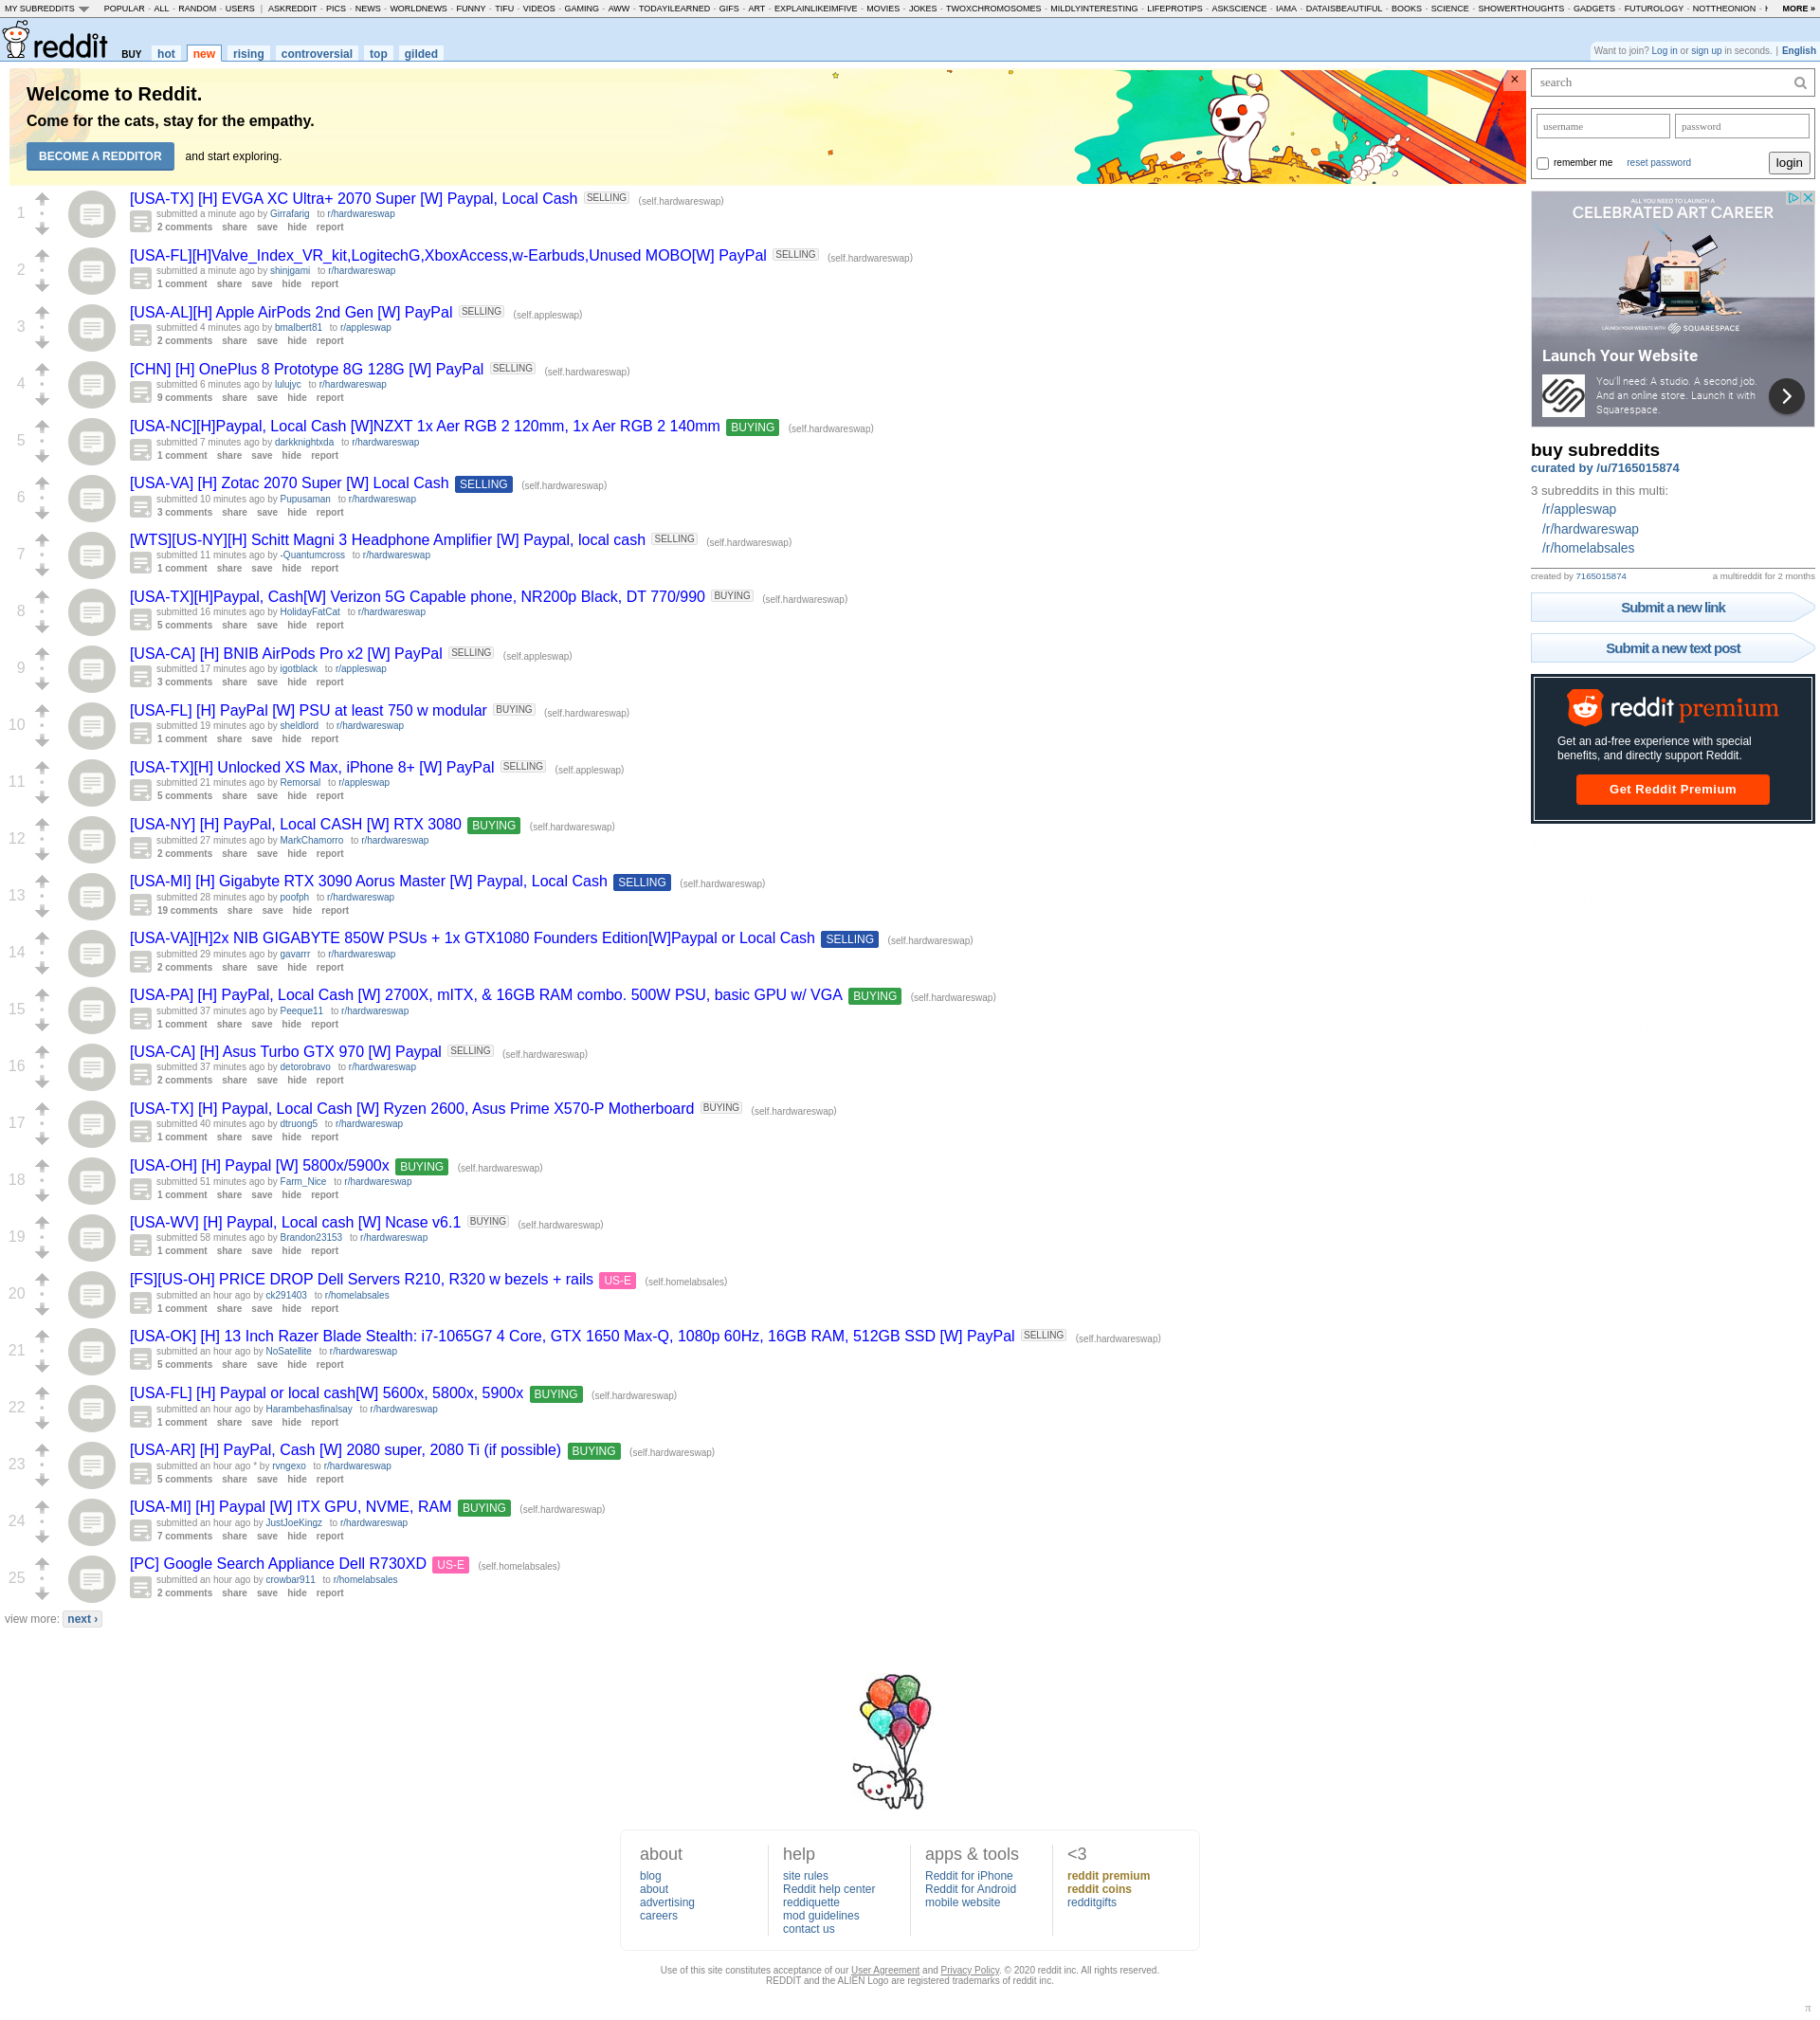 MY SUBREDDITS POPULAR - ALL - RANDOM - USERS | ASKREDDIT - PICS - NEWS - WORLDNEWS - FUNNY - TIFU - VIDEOS - GAMING - AWW - TODAYILEARNED - GIFS - ART - EXPLAINLIKEIMFIVE - MOVIES - JOKES - TWOXCHROMOSOMES - MILDLYINTERESTING - LIFEPROTIPS - ASKSCIENCE - IAMA - DATAISBEAUTIFUL - BOOKS - SCIENCE - SHOWERTHOUGHTS - GADGETS - FUTUROLOGY - NOTTHEONION - MORE »
reddit BUY hot new rising controversial top gilded
Want to join? Log in or sign up in seconds. | English
Welcome to Reddit.
Come for the cats, stay for the empathy.
BECOME A REDDITOR and start exploring.
1 [USA-TX] [H] EVGA XC Ultra+ 2070 Super [W] Paypal, Local Cash SELLING (self.hardwareswap)
submitted a minute ago by Girrafarig to r/hardwareswap
2 comments share save hide report
2 [USA-FL][H]Valve_Index_VR_kit,LogitechG,XboxAccess,w-Earbuds,Unused MOBO[W] PayPal SELLING (self.hardwareswap)
submitted a minute ago by shinjgami to r/hardwareswap
1 comment share save hide report
3 [USA-AL][H] Apple AirPods 2nd Gen [W] PayPal SELLING (self.appleswap)
submitted 4 minutes ago by bmalbert81 to r/appleswap
2 comments share save hide report
4 [CHN] [H] OnePlus 8 Prototype 8G 128G [W] PayPal SELLING (self.hardwareswap)
submitted 6 minutes ago by lulujyc to r/hardwareswap
9 comments share save hide report
5 [USA-NC][H]Paypal, Local Cash [W]NZXT 1x Aer RGB 2 120mm, 1x Aer RGB 2 140mm BUYING (self.hardwareswap)
submitted 7 minutes ago by darkknightxda to r/hardwareswap
1 comment share save hide report
6 [USA-VA] [H] Zotac 2070 Super [W] Local Cash SELLING (self.hardwareswap)
submitted 10 minutes ago by Pupusaman to r/hardwareswap
3 comments share save hide report
7 [WTS][US-NY][H] Schitt Magni 3 Headphone Amplifier [W] Paypal, local cash SELLING (self.hardwareswap)
submitted 11 minutes ago by -Quantumcross to r/hardwareswap
1 comment share save hide report
8 [USA-TX][H]Paypal, Cash[W] Verizon 5G Capable phone, NR200p Black, DT 770/990 BUYING (self.hardwareswap)
submitted 16 minutes ago by HolidayFatCat to r/hardwareswap
5 comments share save hide report
9 [USA-CA] [H] BNIB AirPods Pro x2 [W] PayPal SELLING (self.appleswap)
submitted 17 minutes ago by igotblack to r/appleswap
3 comments share save hide report
10 [USA-FL] [H] PayPal [W] PSU at least 750 w modular BUYING (self.hardwareswap)
submitted 19 minutes ago by sheldlord to r/hardwareswap
1 comment share save hide report
11 [USA-TX][H] Unlocked XS Max, iPhone 8+ [W] PayPal SELLING (self.appleswap)
submitted 21 minutes ago by Remorsal to r/appleswap
5 comments share save hide report
12 [USA-NY] [H] PayPal, Local CASH [W] RTX 3080 BUYING (self.hardwareswap)
submitted 27 minutes ago by MarkChamorro to r/hardwareswap
2 comments share save hide report
13 [USA-MI] [H] Gigabyte RTX 3090 Aorus Master [W] Paypal, Local Cash SELLING (self.hardwareswap)
submitted 28 minutes ago by poofph to r/hardwareswap
19 comments share save hide report
14 [USA-VA][H]2x NIB GIGABYTE 850W PSUs + 1x GTX1080 Founders Edition[W]Paypal or Local Cash SELLING (self.hardwareswap)
submitted 29 minutes ago by gavarrr to r/hardwareswap
2 comments share save hide report
15 [USA-PA] [H] PayPal, Local Cash [W] 2700X, mITX, & 16GB RAM combo. 500W PSU, basic GPU w/ VGA BUYING (self.hardwareswap)
submitted 37 minutes ago by Peeque11 to r/hardwareswap
1 comment share save hide report
16 [USA-CA] [H] Asus Turbo GTX 970 [W] Paypal SELLING (self.hardwareswap)
submitted 37 minutes ago by detorobravo to r/hardwareswap
2 comments share save hide report
17 [USA-TX] [H] Paypal, Local Cash [W] Ryzen 2600, Asus Prime X570-P Motherboard BUYING (self.hardwareswap)
submitted 40 minutes ago by dtruong5 to r/hardwareswap
1 comment share save hide report
18 [USA-OH] [H] Paypal [W] 5800x/5900x BUYING (self.hardwareswap)
submitted 51 minutes ago by Farm_Nice to r/hardwareswap
1 comment share save hide report
19 [USA-WV] [H] Paypal, Local cash [W] Ncase v6.1 BUYING (self.hardwareswap)
submitted 58 minutes ago by Brandon23153 to r/hardwareswap
1 comment share save hide report
20 [FS][US-OH] PRICE DROP Dell Servers R210, R320 w bezels + rails US-E (self.homelabsales)
submitted an hour ago by ck291403 to r/homelabsales
1 comment share save hide report
21 [USA-OK] [H] 13 Inch Razer Blade Stealth: i7-1065G7 4 Core, GTX 1650 Max-Q, 1080p 60Hz, 16GB RAM, 512GB SSD [W] PayPal SELLING (self.hardwareswap)
submitted an hour ago by NoSatellite to r/hardwareswap
5 comments share save hide report
22 [USA-FL] [H] Paypal or local cash[W] 5600x, 5800x, 5900x BUYING (self.hardwareswap)
submitted an hour ago by Harambehasfinalsay to r/hardwareswap
1 comment share save hide report
23 [USA-AR] [H] PayPal, Cash [W] 2080 super, 2080 Ti (if possible) BUYING (self.hardwareswap)
submitted an hour ago * by rvngexo to r/hardwareswap
5 comments share save hide report
24 [USA-MI] [H] Paypal [W] ITX GPU, NVME, RAM BUYING (self.hardwareswap)
submitted an hour ago by JustJoeKingz to r/hardwareswap
7 comments share save hide report
25 [PC] Google Search Appliance Dell R730XD US-E (self.homelabsales)
submitted an hour ago by crowbar911 to r/homelabsales
2 comments share save hide report
view more: next ›
search
username password
remember me reset password login
ALL YOU NEED TO LAUNCH A
CELEBRATED ART CAREER
LAUNCH YOUR WEBSITE WITH SQUARESPACE
Launch Your Website
You'll need: A studio. A second job.
And an online store. Launch it with
Squarespace.
buy subreddits
curated by /u/7165015874
3 subreddits in this multi:
/r/appleswap
/r/hardwareswap
/r/homelabsales
created by 7165015874 a multireddit for 2 months
Submit a new link
Submit a new text post
reddit premium
Get an ad-free experience with special
benefits, and directly support Reddit.
Get Reddit Premium
about
blog
about
advertising
careers
help
site rules
Reddit help center
reddiquette
mod guidelines
contact us
apps & tools
Reddit for iPhone
Reddit for Android
mobile website
<3
reddit premium
reddit coins
redditgifts
Use of this site constitutes acceptance of our User Agreement and Privacy Policy. © 2020 reddit inc. All rights reserved.
REDDIT and the ALIEN Logo are registered trademarks of reddit inc.
π